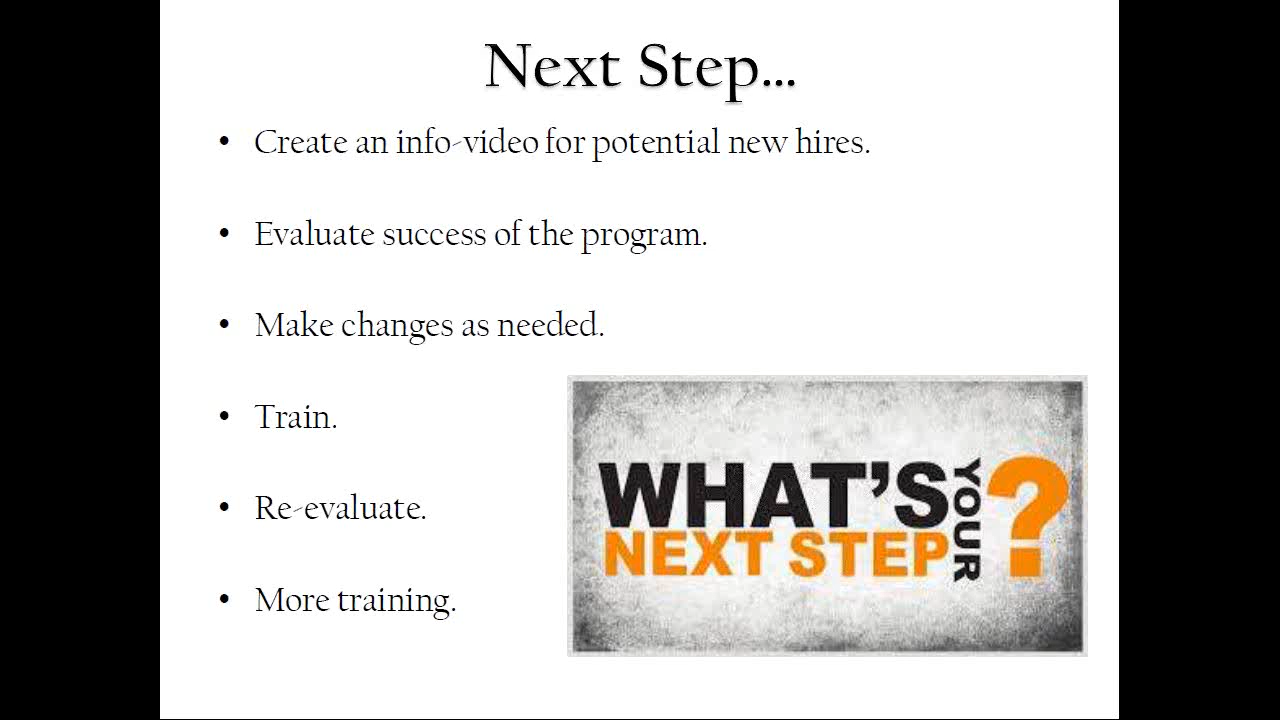 Next Step...
• Create an info-video for potential new hires.
• Evaluate success of the program.
• Make changes as needed.
• Train.
• Re-evaluate.
• More training.
WHAT'S YOUR
NEXT STEP?